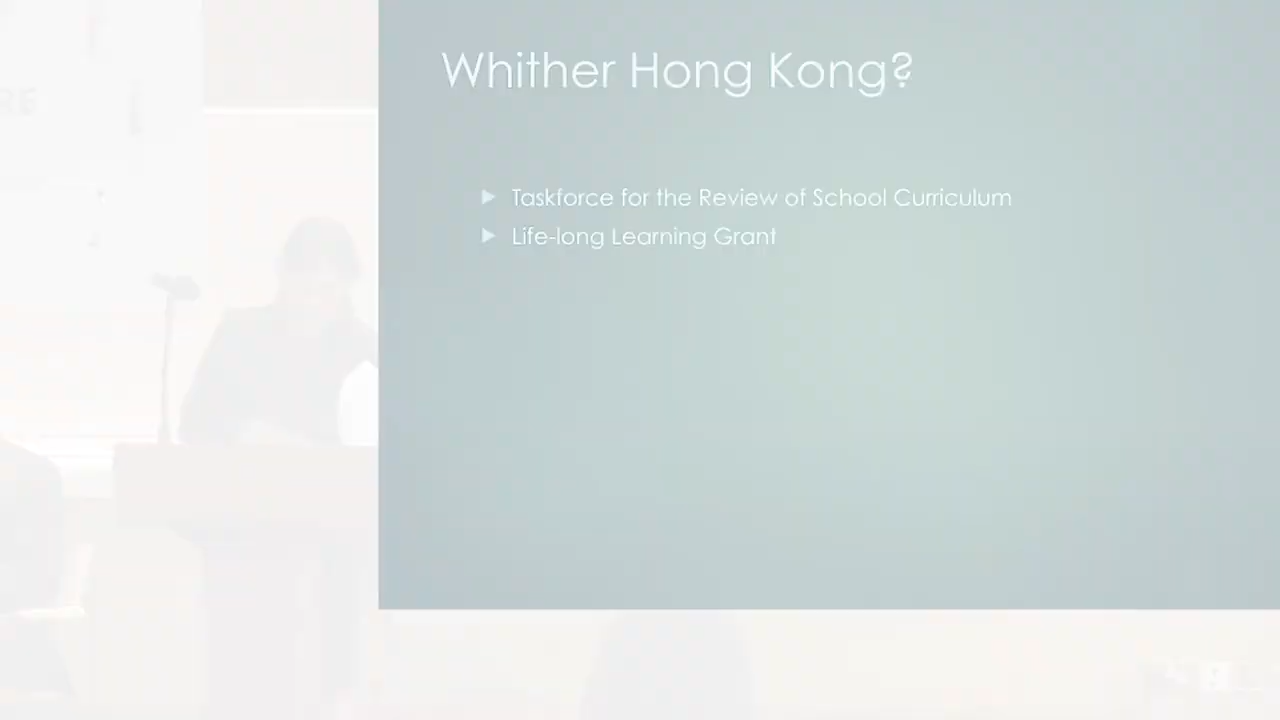 Whither Hong Kong?
Taskforce for the Review of School Curriculum
Life-long Learning Grant